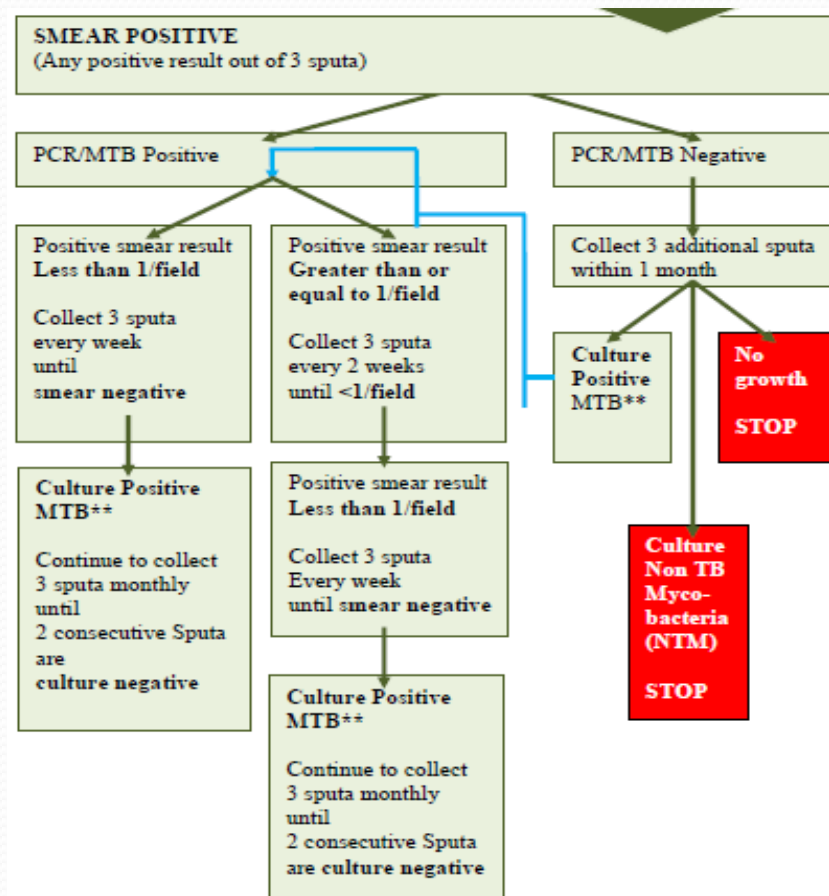 SMEAR POSITIVE
(Any positive result out of 3 sputa)
PCR/MTB Positive
PCR/MTB Negative
Positive smear result
Less than 1/field
Collect 3 sputa
every week
until
smear negative
Positive smear result
Greater than or
equal to 1/field
Collect 3 sputa
every 2 weeks
until <1/field
Collect 3 additional sputa
within 1 month
Culture
Positive
MTB**
No
growth
STOP
Culture Positive
MTB**
Continue to collect
3 sputa monthly
until
2 consecutive Sputa
are
culture negative
Positive smear result
Less than 1/field
Collect 3 sputa
Every week
until smear negative
Culture
Non TB
Myco-
bacteria
(NTM)
STOP
Culture Positive
MTB**
Continue to collect
3 sputa monthly
until
2 consecutive Sputa
are culture negative